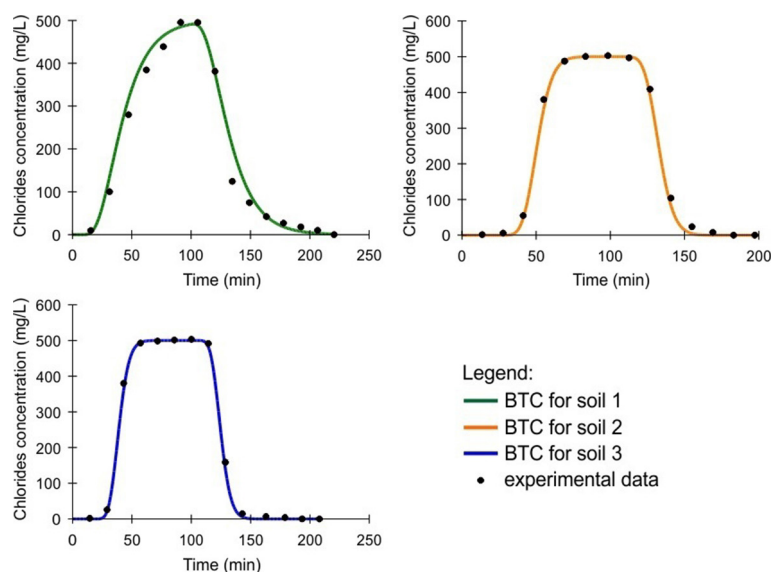 Chlorides concentration (mg/L)
500
400
300
200
100
0
0 50 100 150 200 250
Time (min)
Chlorides concentration (mg/L)
600
500
400
300
200
100
0
0 50 100 150 200
Time (min)
Chlorides concentration (mg/L)
600
500
400
300
200
100
0
0 50 100 150 200 250
Time (min)
Legend:
BTC for soil 1
BTC for soil 2
BTC for soil 3
experimental data